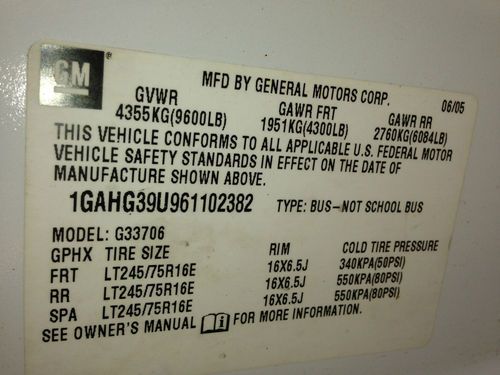 GM ®
MFD BY GENERAL MOTORS CORP. 06/05
GVWR GAWR FRT GAWR RR
4355KG(9600LB) 1951KG(4300LB) 2760KG(6084LB)
THIS VEHICLE CONFORMS TO ALL APPLICABLE U.S. FEDERAL MOTOR
VEHICLE SAFETY STANDARDS IN EFFECT ON THE DATE OF
MANUFACTURE SHOWN ABOVE.
1GAHG39U961102382 TYPE: BUS-NOT SCHOOL BUS
MODEL: G33706
GPHX TIRE SIZE RIM COLD TIRE PRESSURE
FRT LT245/75R16E 16X6.5J 340KPA(50PSI)
RR LT245/75R16E 16X6.5J 550KPA(80PSI)
SPA LT245/75R16E 16X6.5J 550KPA(80PSI)
SEE OWNER'S MANUAL FOR MORE INFORMATION.